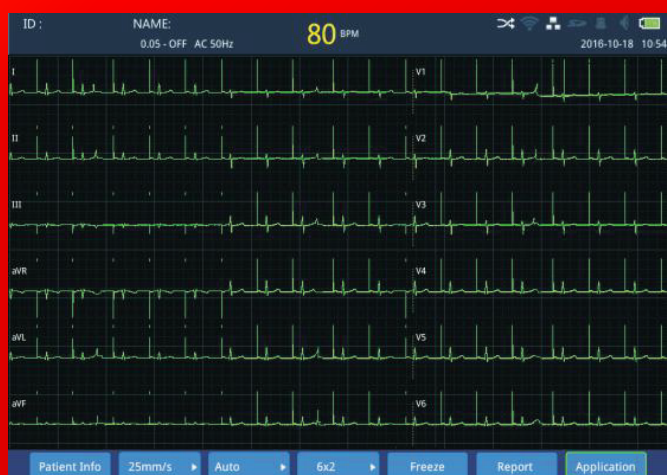 ID :
NAME:
80 BPM
0.05 - OFF AC 50Hz
2016-10-18 10:54
I
V1
II
V2
III
V3
aVR
V4
aVL
V5
aVF
V6
Patient Info
25mm/s
Auto
6x2
Freeze
Report
Application